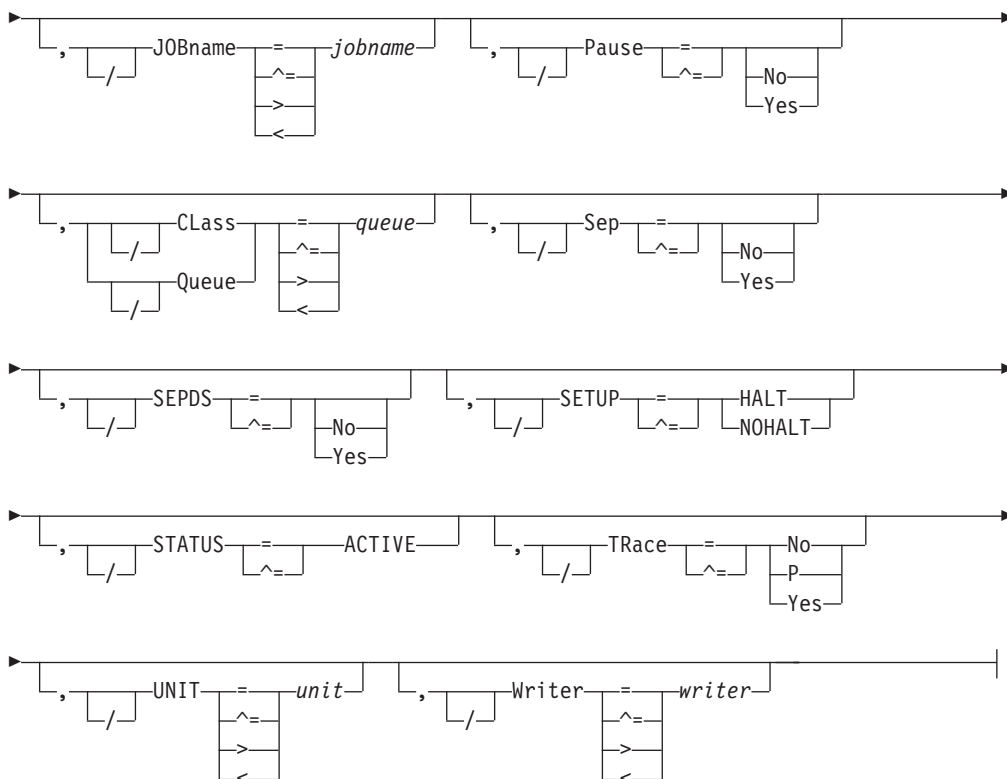 , / JOBname = jobname , / Pause =
^= ^= No
> Yes
<
, / CLass = queue , / Sep =
^= ^= No
/ Queue > Yes
<
, / SEPDS = , / SETUP = HALT
^= No ^= NOHALT
Yes
, / STATUS = ACTIVE , / TRace = No
^= ^= P
Yes
, / UNIT = unit , / Writer = writer
^= ^=
> >
< <